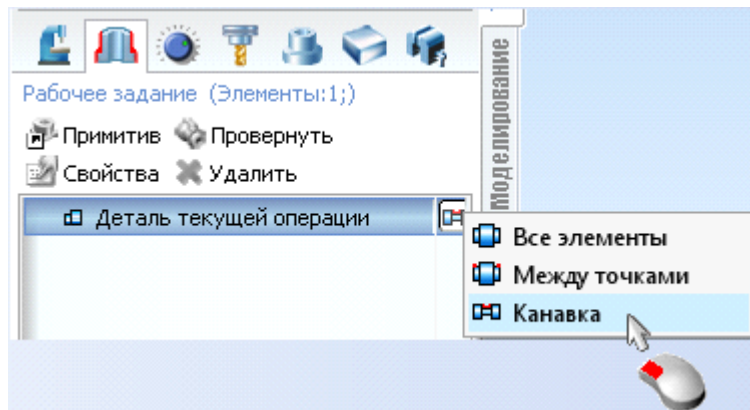 Рабочее задание (Элементы:1;)
Примитив Провернуть
Свойства Удалить
Деталь текущей операции
Моделирование
Все элементы
Между точками
Канавка